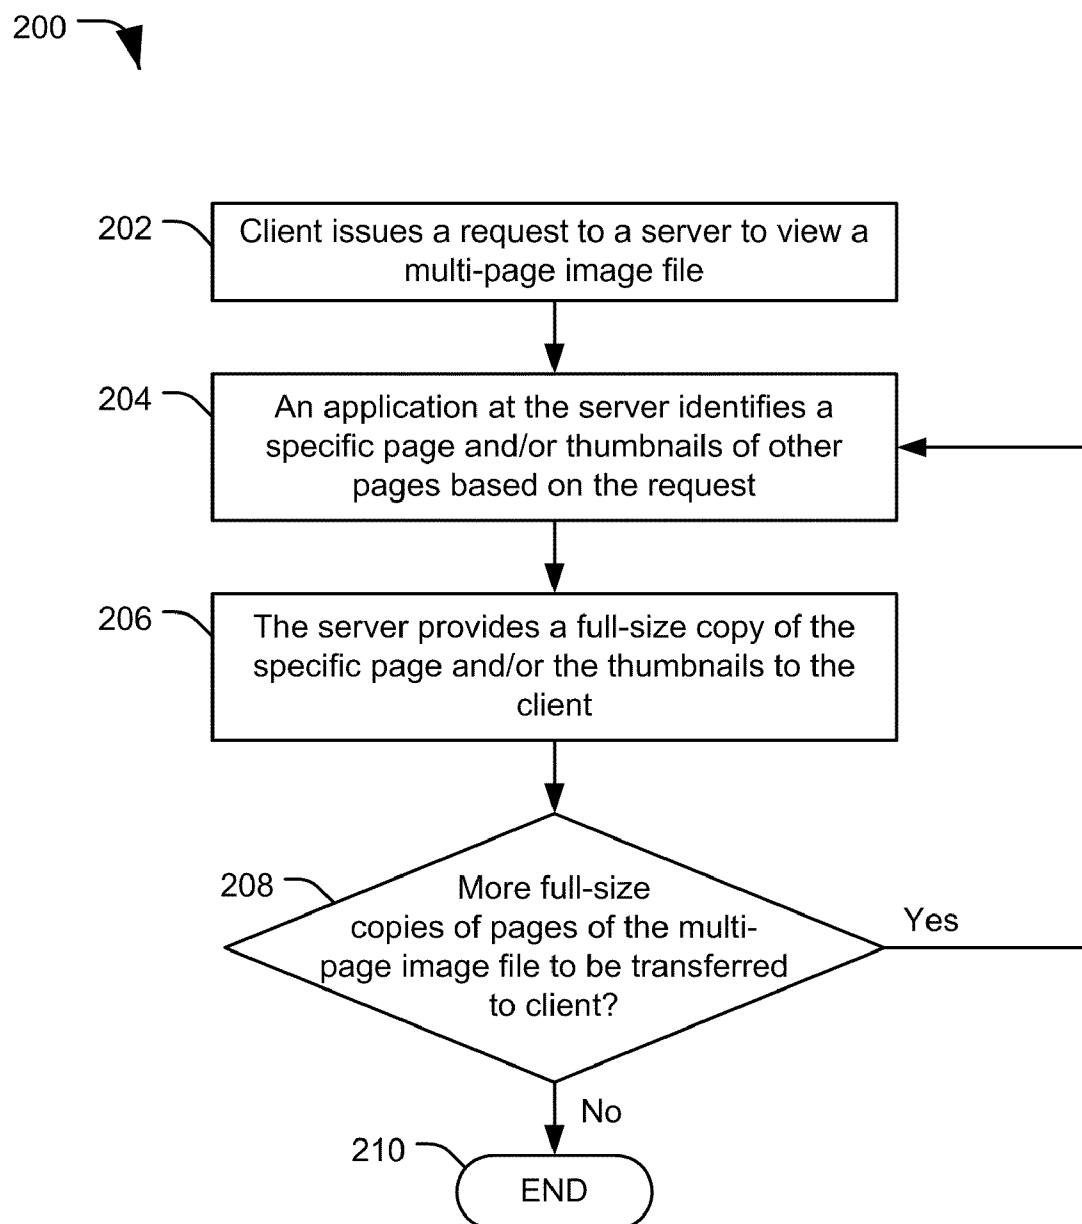 200
202
Client issues a request to a server to view a
multi-page image file
204
An application at the server identifies a
specific page and/or thumbnails of other
pages based on the request
206
The server provides a full-size copy of the
specific page and/or the thumbnails to the
client
208
More full-size
copies of pages of the multi-
page image file to be transferred
to client?
Yes
No
210
END